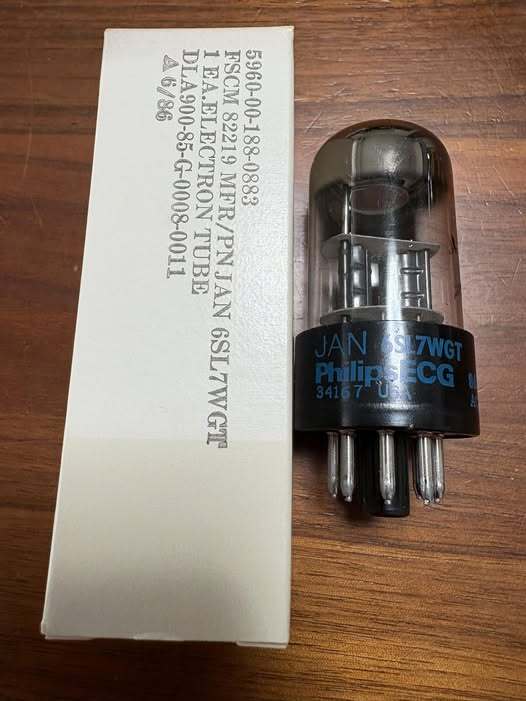 5960-00-188-0883
FSCM 82219 MFR/PN JAN 6SL7WGT
1 EA. ELECTRON TUBE
DLA900-85-G-0008-0011
A 6/86
JAN 6SL7WGT
PhilipsECG
34167 USA